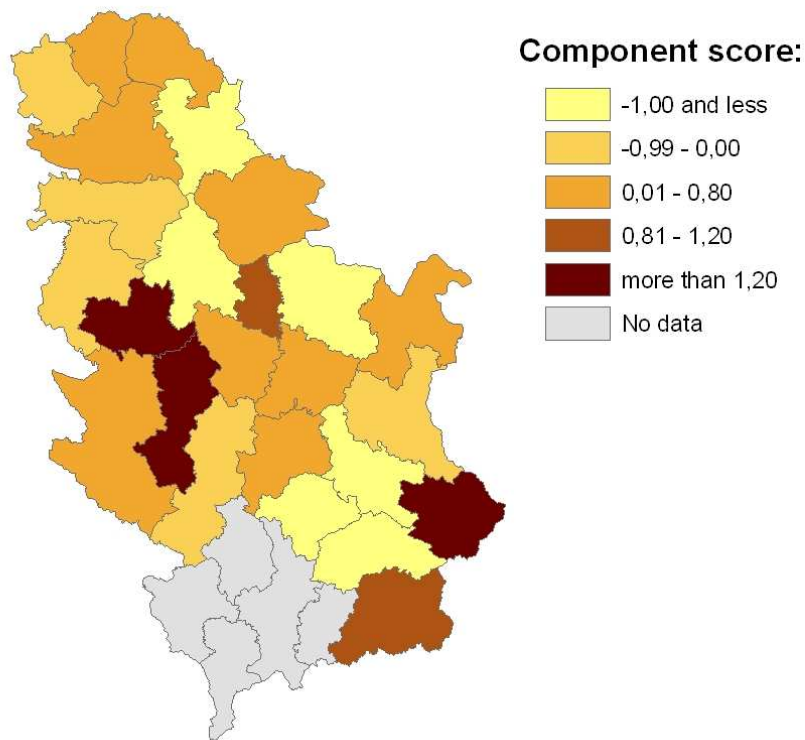 Component score:
-1,00 and less
-0,99 - 0,00
0,01 - 0,80
0,81 - 1,20
more than 1,20
No data